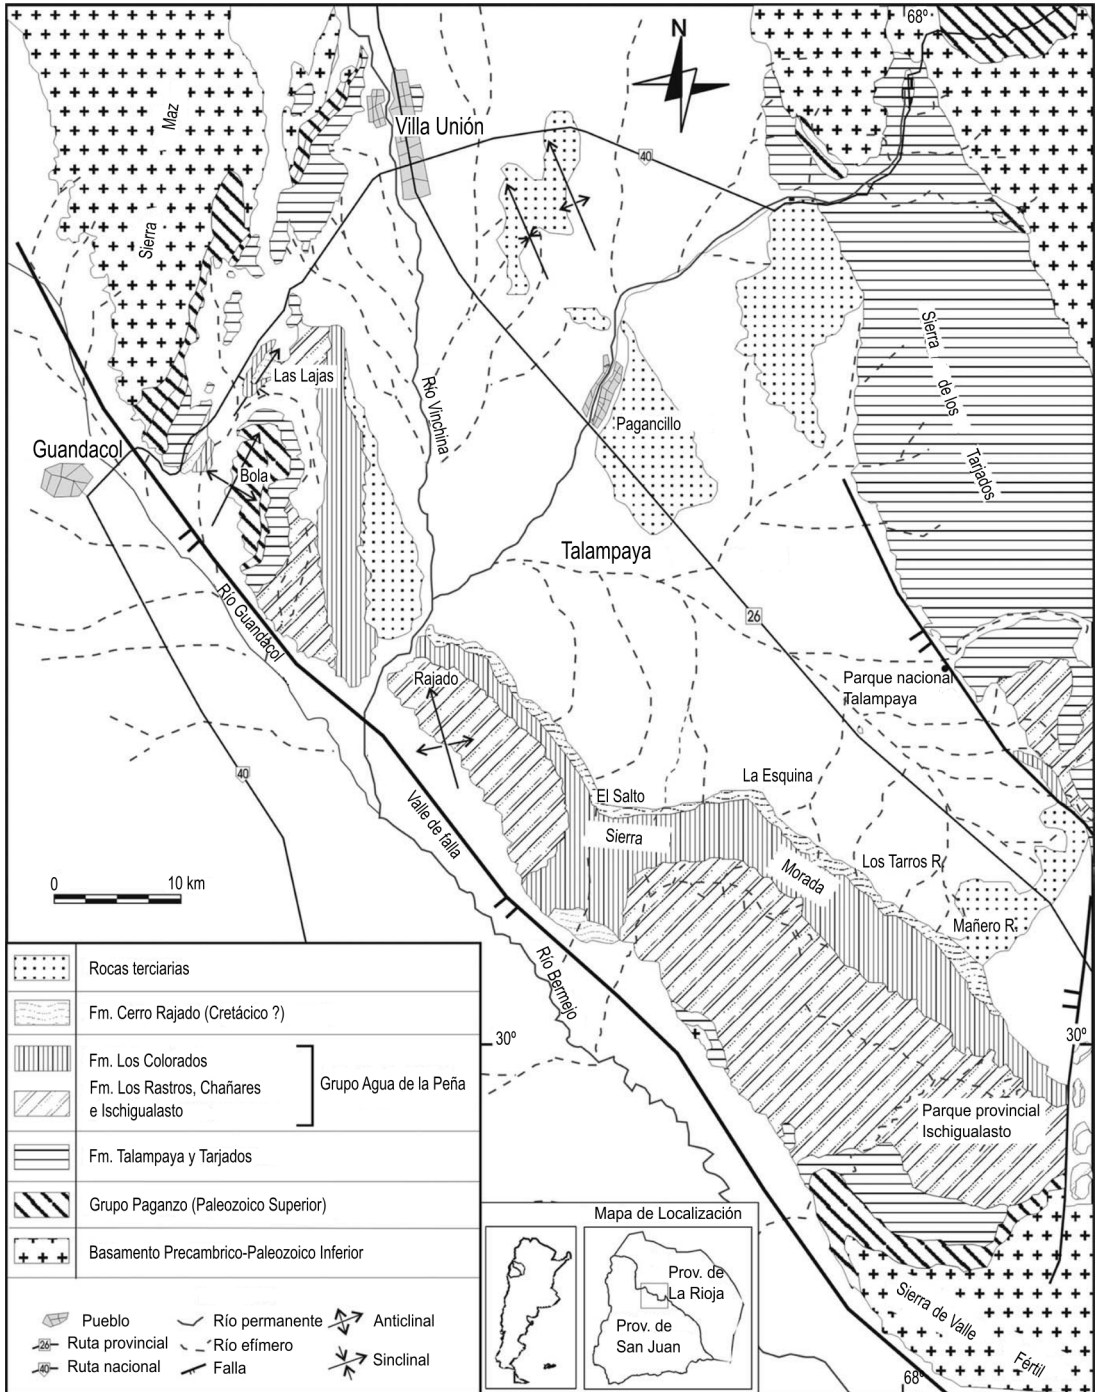 68º
N
Maz
Sierra
Villa Unión
40
Sierra
de los
Tarjados
Las Lajas
Río Vinchina
Pagancillo
Guandacol
Bola
Talampaya
Río Guandacol
26
Rajado
Parque nacional
Talampaya
40
La Esquina
El Salto
Valle de falla
Sierra
Morada
Los Tarros R.
0 10 km
Mañero R.
Río Bermejo
30º
30º
Parque provincial
Ischigualasto
Rocas terciarias
Fm. Cerro Rajado (Cretácico ?)
Fm. Los Colorados
Fm. Los Rastros, Chañares
e Ischigualasto
Grupo Agua de la Peña
Fm. Talampaya y Tarjados
Grupo Paganzo (Paleozoico Superior)
Basamento Precambrico-Paleozoico Inferior
Pueblo
Río permanente
Anticlinal
26 Ruta provincial
Río efímero
Sinclinal
40 Ruta nacional
Falla
Mapa de Localización
Prov. de
La Rioja
Prov. de
San Juan
Sierra de Valle
Fértil
68º